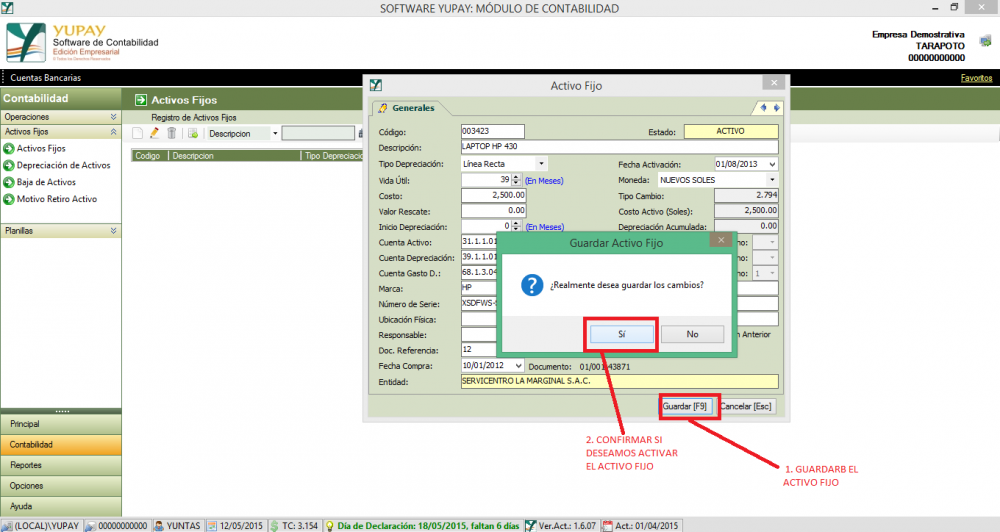 SOFTWARE YUPAY: MÓDULO DE CONTABILIDAD
YUPAY
Software de Contabilidad
Edición Empresarial
© Todos los Derechos Reservados
Empresa Demostrativa
TARAPOTO
00000000000
Cuentas Bancarias
Favoritos
Contabilidad
Operaciones
Activos Fijos
Activos Fijos
Depreciación de Activos
Baja de Activos
Motivo Retiro Activo
Planillas
Principal
Contabilidad
Reportes
Opciones
Ayuda
Activos Fijos
Registro de Activos Fijos
Descripcion
Codigo Descripcion Tipo Depreciació
Activo Fijo
Generales
Código: 003423 Estado: ACTIVO
Descripción: LAPTOP HP 430
Tipo Depreciación: Línea Recta Fecha Activación: 01/08/2013
Vida Útil: 39 (En Meses) Moneda: NUEVOS SOLES
Costo: 2,500.00 Tipo Cambio: 2.794
Valor Rescate: 0.00 Costo Activo (Soles): 2,500.00
Inicio Depreciación: 0 (En Meses) Depreciación Acumulada: 0.00
Cuenta Activo: 31.1.1.01 no:
Cuenta Depreciación: 39.1.1.01 no:
Cuenta Gasto D.: 68.1.3.04 no: 1
Marca: HP
Número de Serie: XSDFWS-
Ubicación Física:
Responsable: n Anterior
Doc. Referencia: 12
Fecha Compra: 10/01/2012 Documento: 01/001-43871
Entidad: SERVICENTRO LA MARGINAL S.A.C.
Guardar [F9] Cancelar [Esc]
Guardar Activo Fijo
¿Realmente desea guardar los cambios?
Sí No
2. CONFIRMAR SI
DESEAMOS ACTIVAR
EL ACTIVO FIJO
1. GUARDARB EL
ACTIVO FIJO
(LOCAL)\YUPAY 00000000000 YUNTAS 12/05/2015 TC: 3.154 Día de Declaración: 18/05/2015, faltan 6 días Ver.Act.: 1.6.07 Act.: 01/04/2015